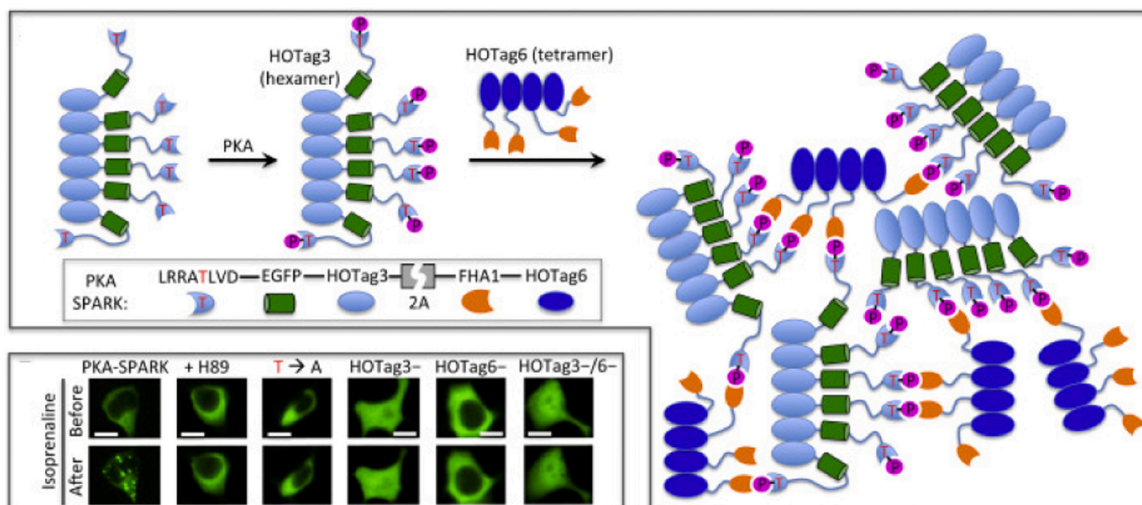 HOTag3
(hexamer)
HOTag6 (tetramer)
PKA
T
T
T
T
T
T
P
T
P
T
P
T
P
T
P
T
P
T
PKA
SPARK:
LRRATLVD—EGFP—HOTag3—2A—FHA1—HOTag6
T
2A
PKA-SPARK + H89 T → A HOTag3− HOTag6− HOTag3−/6−
Isoprenaline
Before
After